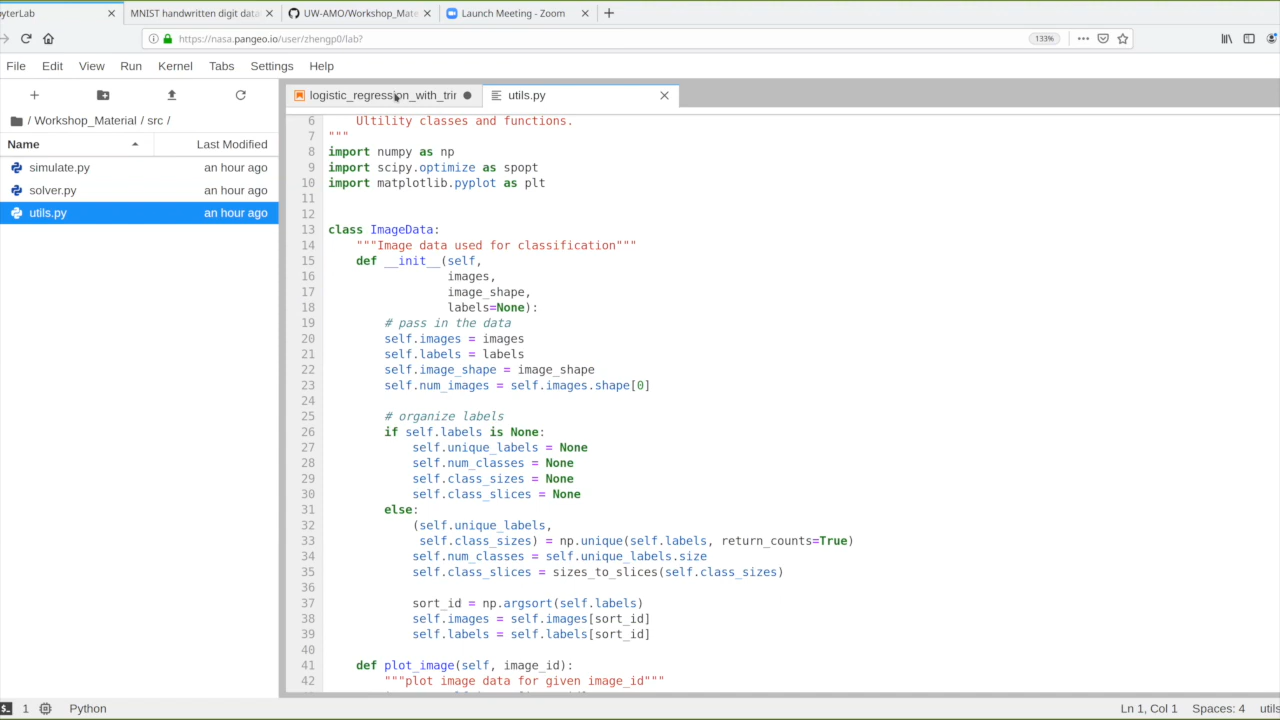 pyterLab
MNIST handwritten digit data
UW-AMO/Workshop_Mate
Launch Meeting - Zoom
https://nasa.pangeo.io/user/zhengp0/lab?
133%
File Edit View Run Kernel Tabs Settings Help
logistic_regression_with_trir
utils.py
/ Workshop_Material / src /
Name Last Modified
simulate.py an hour ago
solver.py an hour ago
utils.py an hour ago
6 Ultility classes and functions.
7 """
8 import numpy as np
9 import scipy.optimize as spopt
10 import matplotlib.pyplot as plt
11
12
13 class ImageData:
14 """Image data used for classification"""
15 def __init__(self,
16 images,
17 image_shape,
18 labels=None):
19 # pass in the data
20 self.images = images
21 self.labels = labels
22 self.image_shape = image_shape
23 self.num_images = self.images.shape[0]
24
25 # organize labels
26 if self.labels is None:
27 self.unique_labels = None
28 self.num_classes = None
29 self.class_sizes = None
30 self.class_slices = None
31 else:
32 (self.unique_labels,
33 self.class_sizes) = np.unique(self.labels, return_counts=True)
34 self.num_classes = self.unique_labels.size
35 self.class_slices = sizes_to_slices(self.class_sizes)
36
37 sort_id = np.argsort(self.labels)
38 self.images = self.images[sort_id]
39 self.labels = self.labels[sort_id]
40
41 def plot_image(self, image_id):
42 """plot image data for given image_id"""
1 Python Ln 1, Col 1 Spaces: 4 utils